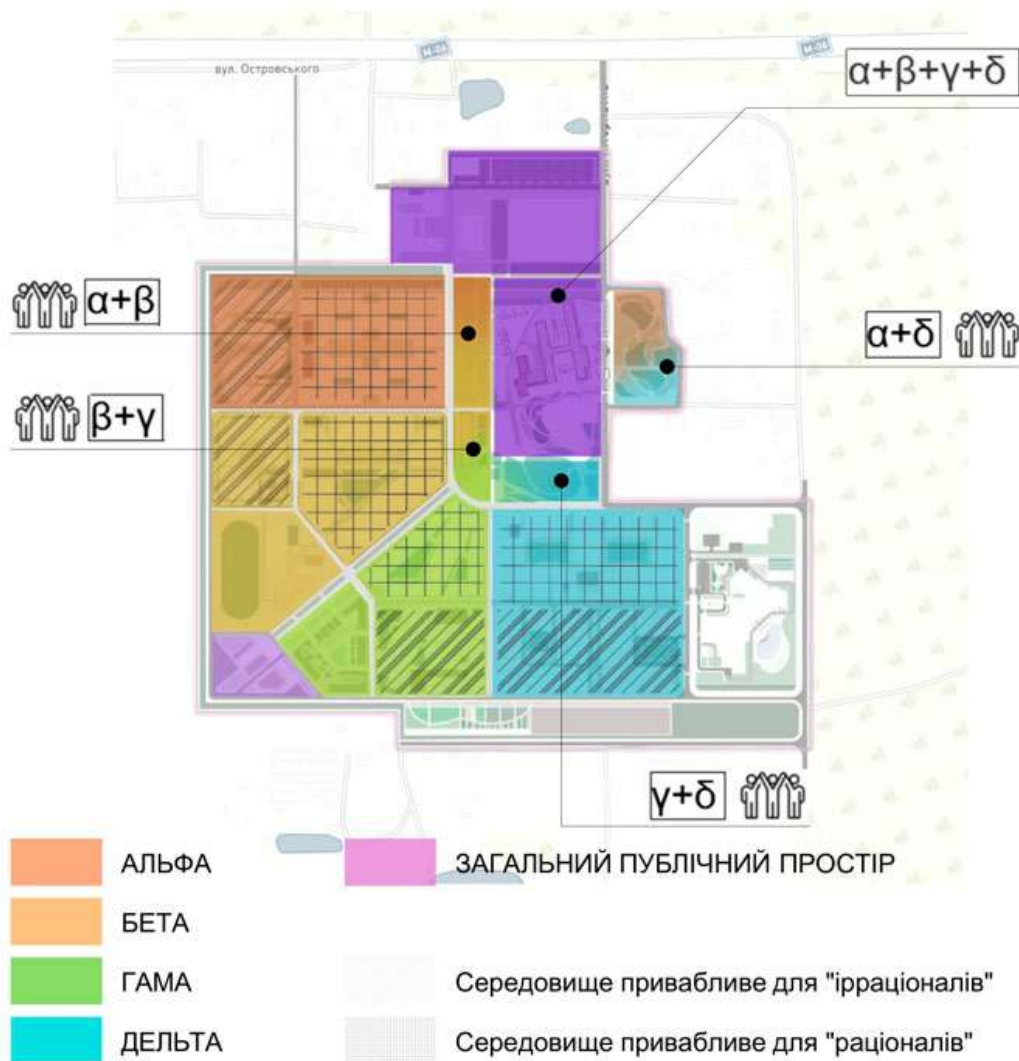 М-06
М-06
вул. Островського
α+β+γ+δ
α+β
α+δ
β+γ
γ+δ
АЛЬФА
ЗАГАЛЬНИЙ ПУБЛІЧНИЙ ПРОСТІР
БЕТА
ГАМА
Середовище привабливе для "ірраціоналів"
ДЕЛЬТА
Середовище привабливе для "раціоналів"